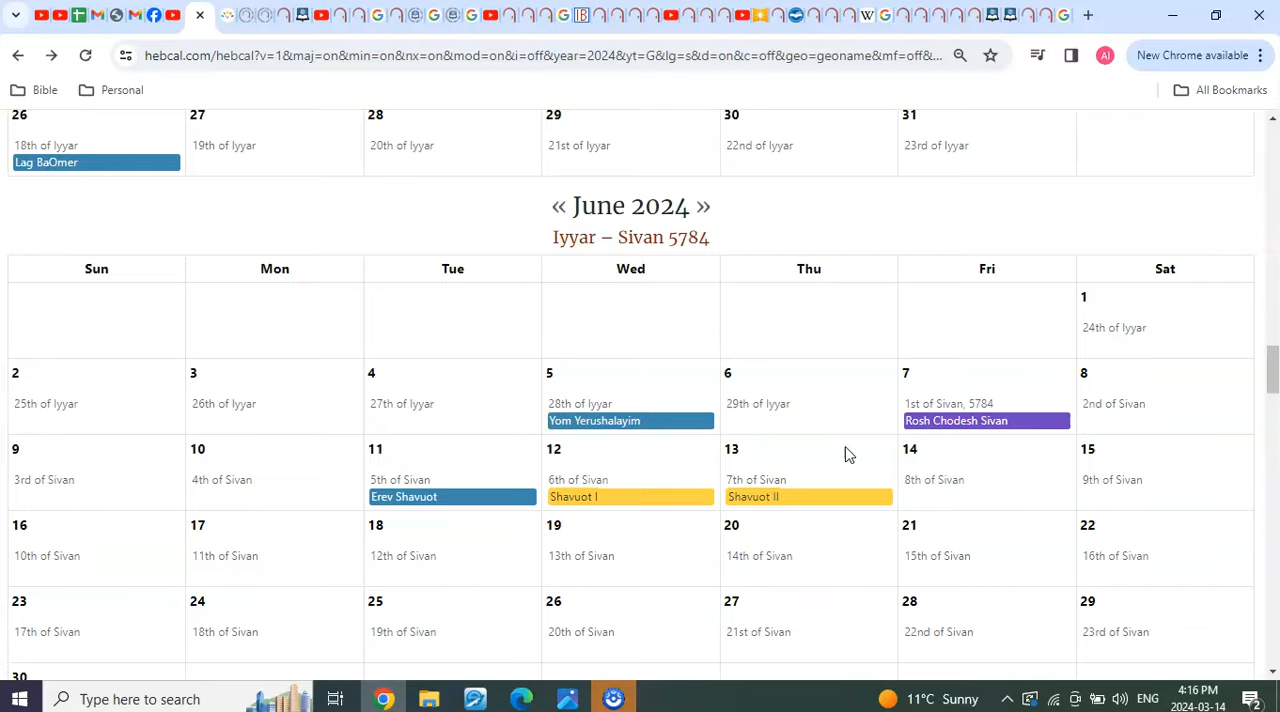 hebcal.com/hebcal?v=1&maj=on&min=on&nx=on&mod=on&i=off&year=2024&yt=G&lg=s&d=on&c=off&geo=geoname&mf=off&...
AI
New Chrome available
Bible
Personal
All Bookmarks
26 27 28 29 30 31
18th of Iyyar 19th of Iyyar 20th of Iyyar 21st of Iyyar 22nd of Iyyar 23rd of Iyyar
Lag BaOmer
« June 2024 »
Iyyar – Sivan 5784
Sun Mon Tue Wed Thu Fri Sat
1
24th of Iyyar
2 3 4 5 6 7 8
25th of Iyyar 26th of Iyyar 27th of Iyyar 28th of Iyyar 29th of Iyyar 1st of Sivan, 5784 2nd of Sivan
Yom Yerushalayim Rosh Chodesh Sivan
9 10 11 12 13 14 15
3rd of Sivan 4th of Sivan 5th of Sivan 6th of Sivan 7th of Sivan 8th of Sivan 9th of Sivan
Erev Shavuot Shavuot I Shavuot II
16 17 18 19 20 21 22
10th of Sivan 11th of Sivan 12th of Sivan 13th of Sivan 14th of Sivan 15th of Sivan 16th of Sivan
23 24 25 26 27 28 29
17th of Sivan 18th of Sivan 19th of Sivan 20th of Sivan 21st of Sivan 22nd of Sivan 23rd of Sivan
30
Type here to search
11°C Sunny
ENG
4:16 PM
2024-03-14
2